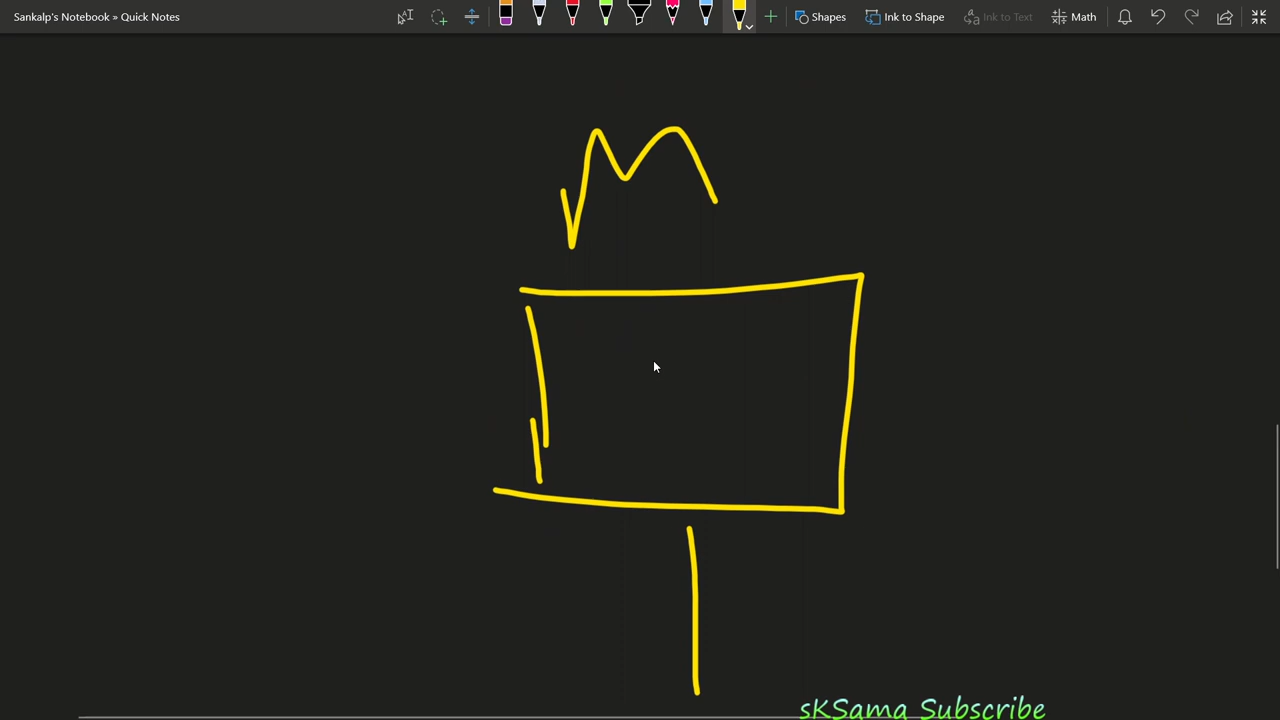 Sankalp's Notebook » Quick Notes
Shapes
Ink to Shape
Ink to Text
Math
M
sKSama Subscribe